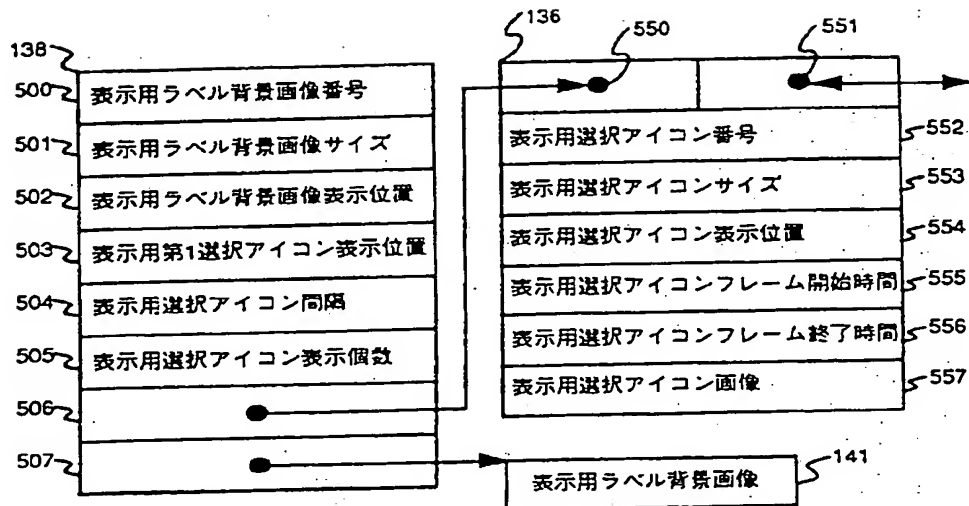 138
500
表示用ラベル背景画像番号
501
表示用ラベル背景画像サイズ
502
表示用ラベル背景画像表示位置
503
表示用第1選択アイコン表示位置
504
表示用選択アイコン間隔
505
表示用選択アイコン表示個数
506
507
136
550
551
表示用選択アイコン番号
552
表示用選択アイコンサイズ
553
表示用選択アイコン表示位置
554
表示用選択アイコンフレーム開始時間
555
表示用選択アイコンフレーム終了時間
556
表示用選択アイコン画像
557
表示用ラベル背景画像
141